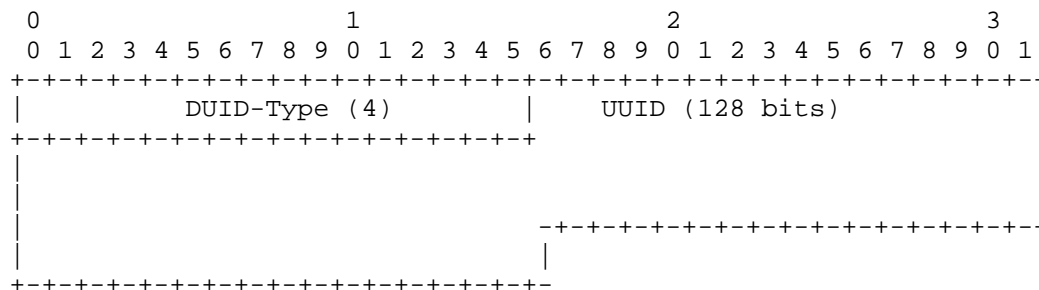 0                   1                   2                   3
0 1 2 3 4 5 6 7 8 9 0 1 2 3 4 5 6 7 8 9 0 1 2 3 4 5 6 7 8 9 0 1
+-+-+-+-+-+-+-+-+-+-+-+-+-+-+-+-+-+-+-+-+-+-+-+-+-+-+-+-+-+-+-+-
|          DUID-Type (4)        |    UUID (128 bits)
+-+-+-+-+-+-+-+-+-+-+-+-+-+-+-+-+
|
|
|                                -+-+-+-+-+-+-+-+-+-+-+-+-+-+-+-
|                                |
+-+-+-+-+-+-+-+-+-+-+-+-+-+-+-+-+-